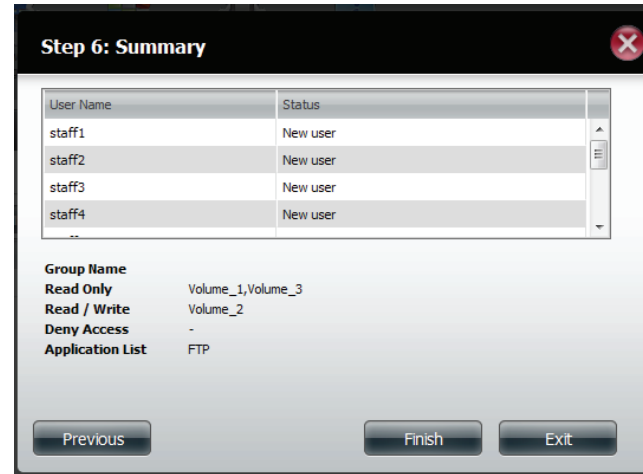 Step 6: Summary
User Name Status
staff1 New user
staff2 New user
staff3 New user
staff4 New user
Group Name
Read Only Volume_1,Volume_3
Read / Write Volume_2
Deny Access -
Application List FTP
Previous Finish Exit